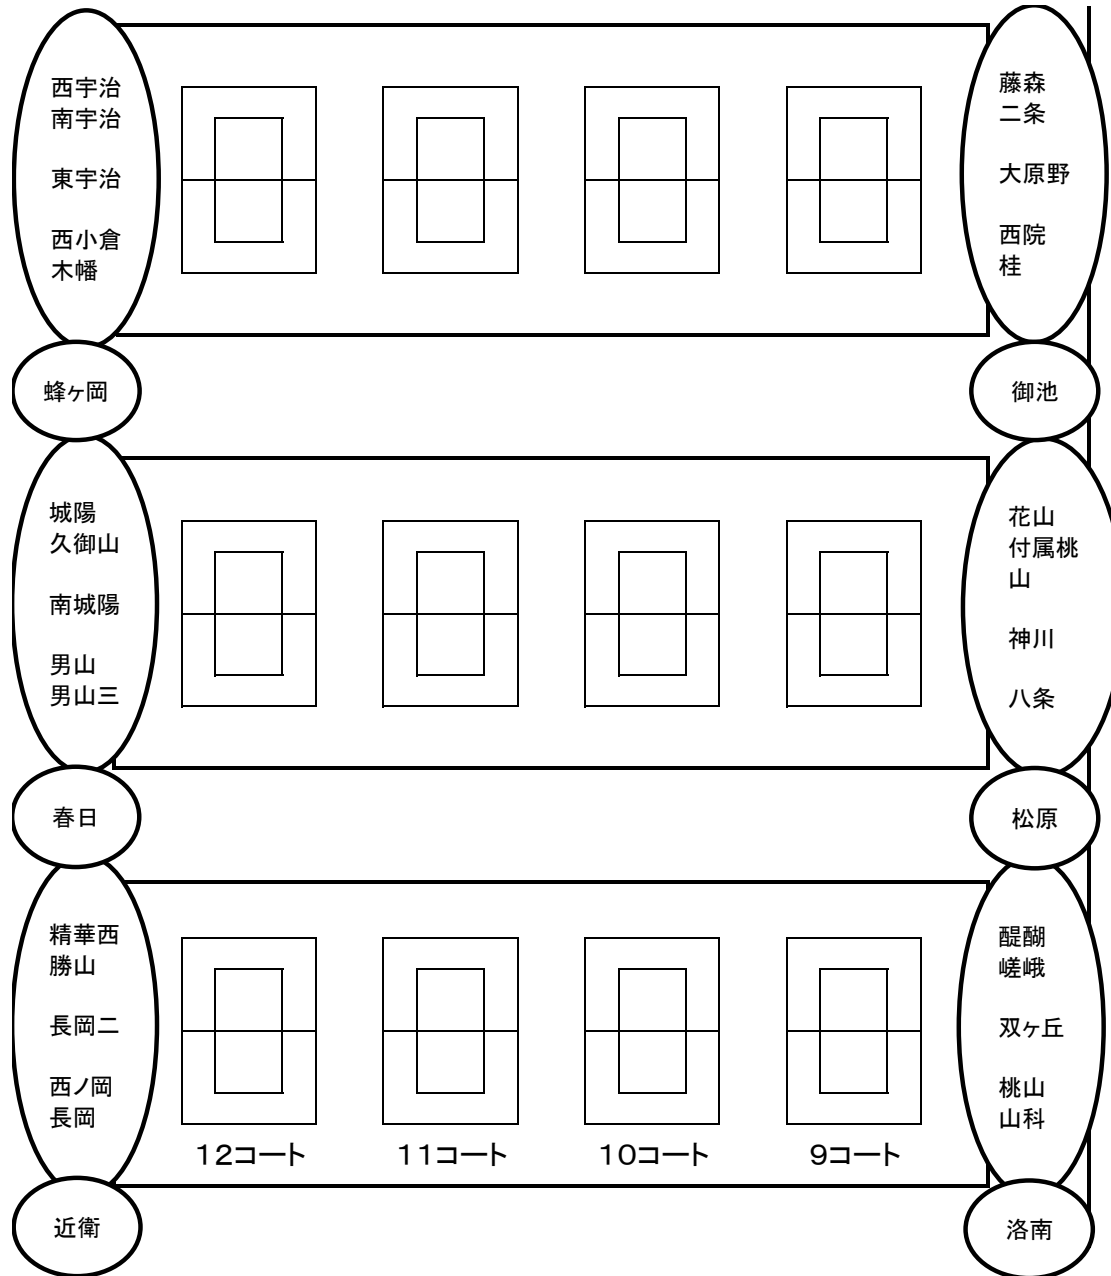 西宇治
南宇治
東宇治
西小倉
木幡
藤森
二条
大原野
西院
桂
蜂ヶ岡
御池
城陽
久御山
南城陽
男山
男山三
花山
付属桃
山
神川
八条
春日
松原
精華西
勝山
長岡二
西ノ岡
長岡
醍醐
嵯峨
双ヶ丘
桃山
山科
12コート
11コート
10コート
9コート
近衛
洛南